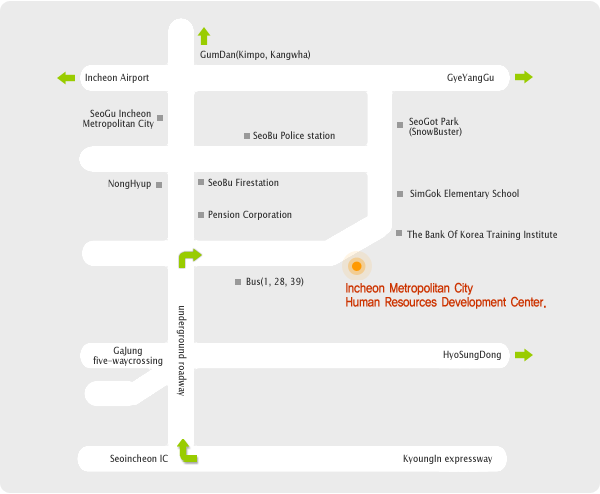 GumDan(Kimpo, Kangwha)
Incheon Airport
GyeYangGu
SeoGu Incheon
Metropolitan City
SeoGot Park
(SnowBuster)
SeoBu Police station
NongHyup
SeoBu Firestation
SimGok Elementary School
Pension Corporation
The Bank Of Korea Training Institute
Bus(1, 28, 39)
Incheon Metropolitan City
Human Resources Development Center.
underground roadway
GaJung
five-waycrossing
HyoSungDong
Seoincheon IC
KyoungIn expressway